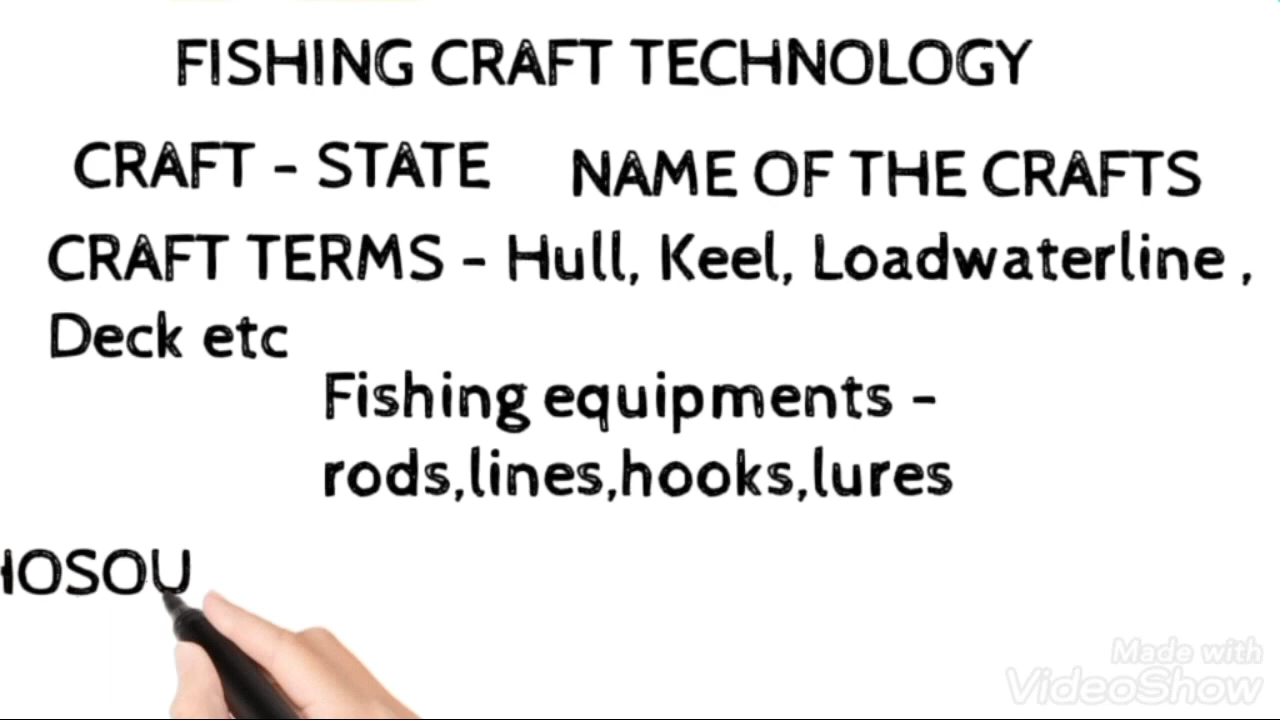 FISHING CRAFT TECHNOLOGY
CRAFT - STATE NAME OF THE CRAFTS
CRAFT TERMS - Hull, Keel, Loadwaterline ,
Deck etc
Fishing equipments -
rods,lines,hooks,lures
HOSOU
Made with
VideoShow